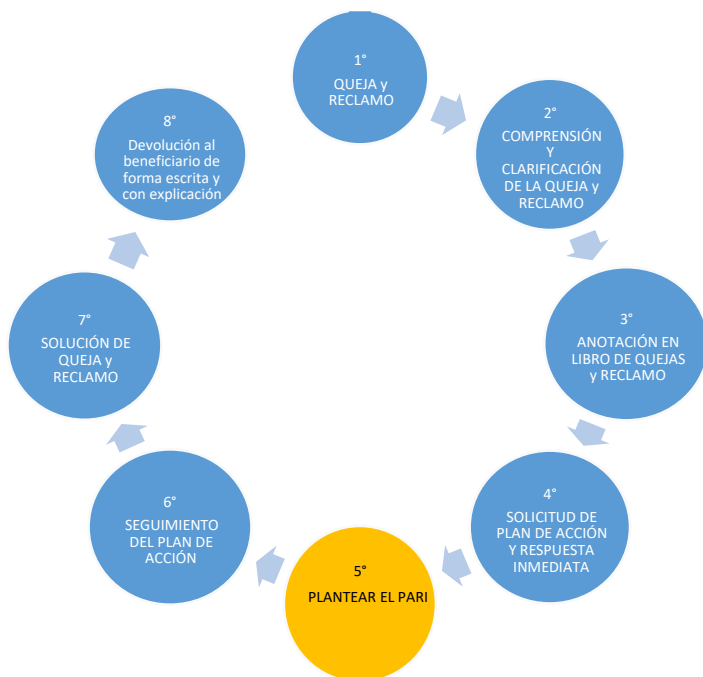 1°
QUEJA y
RECLAMO
2°
COMPRENSIÓN
Y
CLARIFICACIÓN
DE LA QUEJA y
RECLAMO
3°
ANOTACIÓN EN
LIBRO DE QUEJAS
y RECLAMO
4°
SOLICITUD DE
PLAN DE ACCIÓN
Y RESPUESTA
INMEDIATA
5°
PLANTEAR EL PARI
6°
SEGUIMIENTO
DEL PLAN DE
ACCIÓN
7°
SOLUCIÓN DE
QUEJA y
RECLAMO
8°
Devolución al
beneficiario de
forma escrita y
con explicación